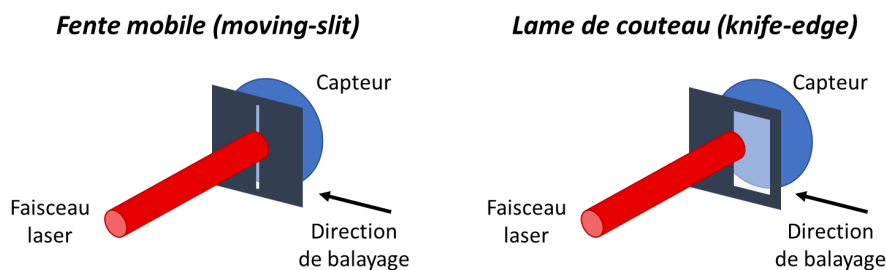 Fente mobile (moving-slit)
Capteur
Faisceau
laser
Direction
de balayage
Lame de couteau (knife-edge)
Capteur
Faisceau
laser
Direction
de balayage